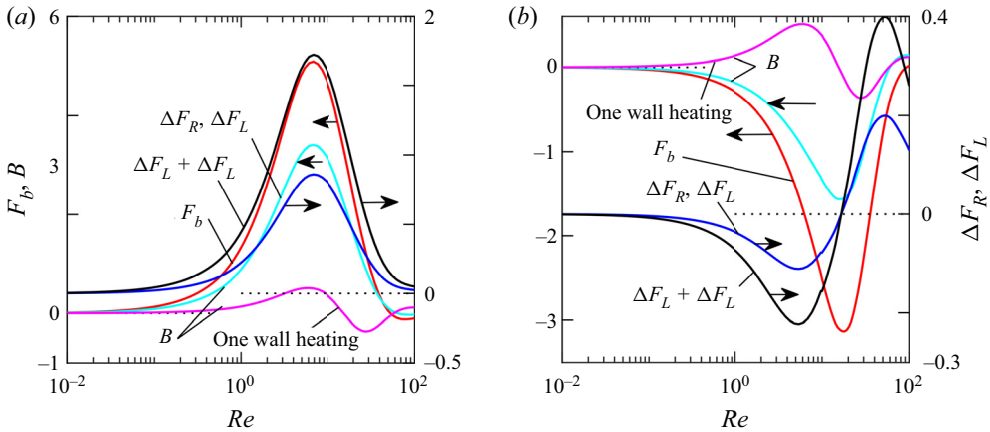 (a)
6
3
0
−1
F_b, B
2
0
−0.5
ΔF_R, ΔF_L
ΔF_L + ΔF_L
F_b
B
One wall heating
10^−2
10^0
10^2
Re
(b)
0
−1
−2
−3
0.4
0
−0.3
ΔF_R, ΔF_L
B
One wall heating
F_b
ΔF_R, ΔF_L
ΔF_L + ΔF_L
10^−2
10^0
10^2
Re